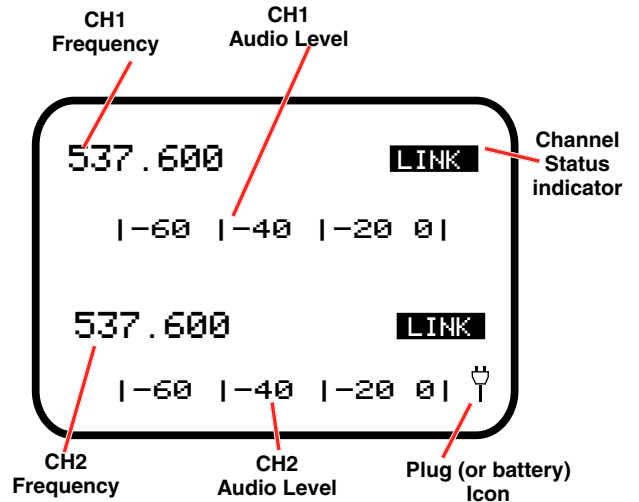 CH1
Frequency
CH1
Audio Level
537.600
LINK
Channel
Status
indicator
|-60 |-40 |-20 0|
537.600
LINK
|-60 |-40 |-20 0|
CH2
Frequency
CH2
Audio Level
Plug (or battery)
Icon